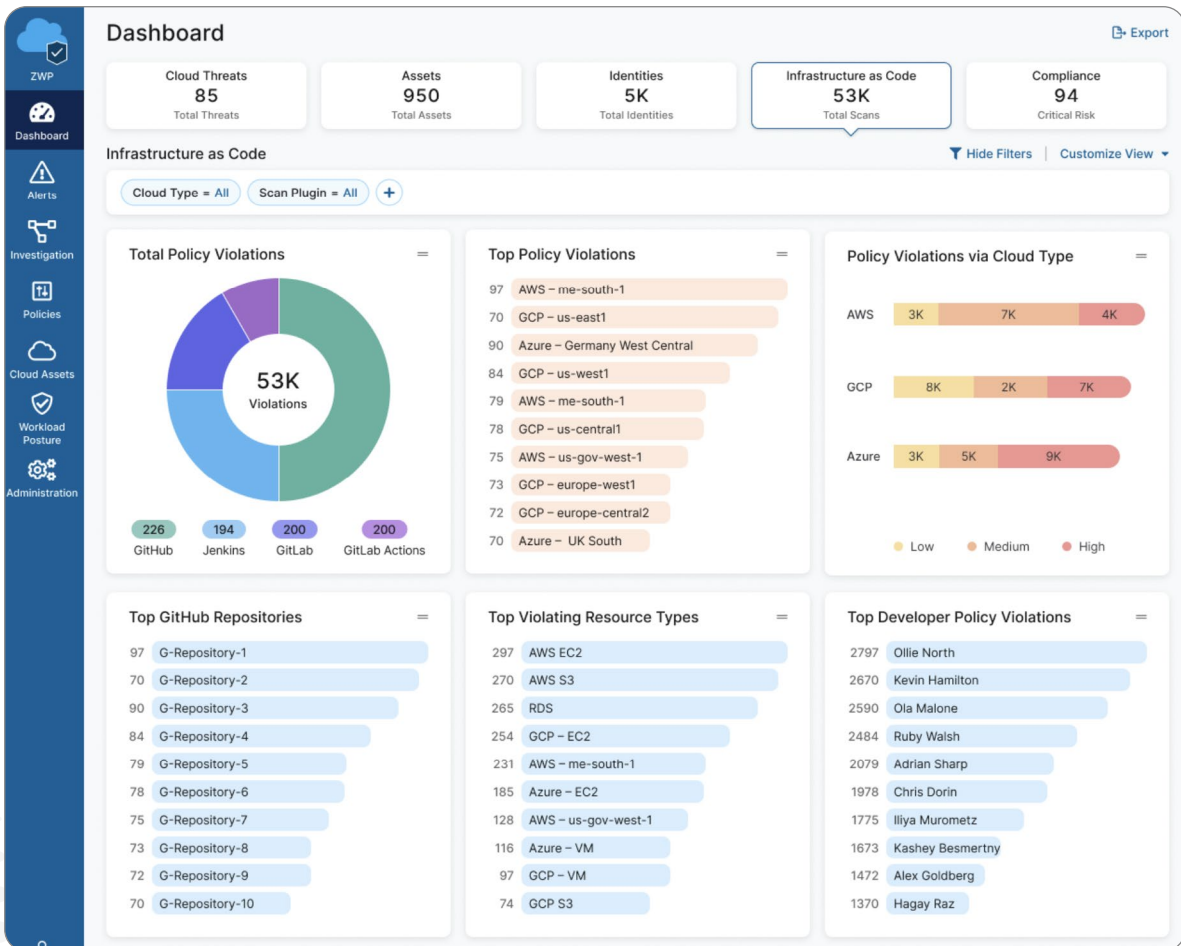 Dashboard
Export
ZWP
Cloud Threats
85
Total Threats
Assets
950
Total Assets
Identities
5K
Total Identities
Infrastructure as Code
53K
Total Scans
Compliance
94
Critical Risk
Dashboard
Alerts
Investigation
Policies
Cloud Assets
Workload
Posture
Administration
Infrastructure as Code
Hide Filters
Customize View
Cloud Type = All
Scan Plugin = All
+
Total Policy Violations
53K
Violations
226
GitHub
194
Jenkins
200
GitLab
200
GitLab Actions
Top Policy Violations
97 AWS – me-south-1
70 GCP – us-east1
90 Azure – Germany West Central
84 GCP – us-west1
79 AWS – me-south-1
78 GCP – us-central1
75 AWS – us-gov-west-1
73 GCP – europe-west1
72 GCP – europe-central2
70 Azure – UK South
Policy Violations via Cloud Type
AWS 3K 7K 4K
GCP 8K 2K 7K
Azure 3K 5K 9K
Low Medium High
Top GitHub Repositories
97 G-Repository-1
70 G-Repository-2
90 G-Repository-3
84 G-Repository-4
79 G-Repository-5
78 G-Repository-6
75 G-Repository-7
73 G-Repository-8
72 G-Repository-9
70 G-Repository-10
Top Violating Resource Types
297 AWS EC2
270 AWS S3
265 RDS
254 GCP – EC2
231 AWS – me-south-1
185 Azure – EC2
128 AWS – us-gov-west-1
116 Azure – VM
97 GCP – VM
74 GCP S3
Top Developer Policy Violations
2797 Ollie North
2670 Kevin Hamilton
2590 Ola Malone
2484 Ruby Walsh
2079 Adrian Sharp
1978 Chris Dorin
1775 Iliya Murometz
1673 Kashey Besmertny
1472 Alex Goldberg
1370 Hagay Raz